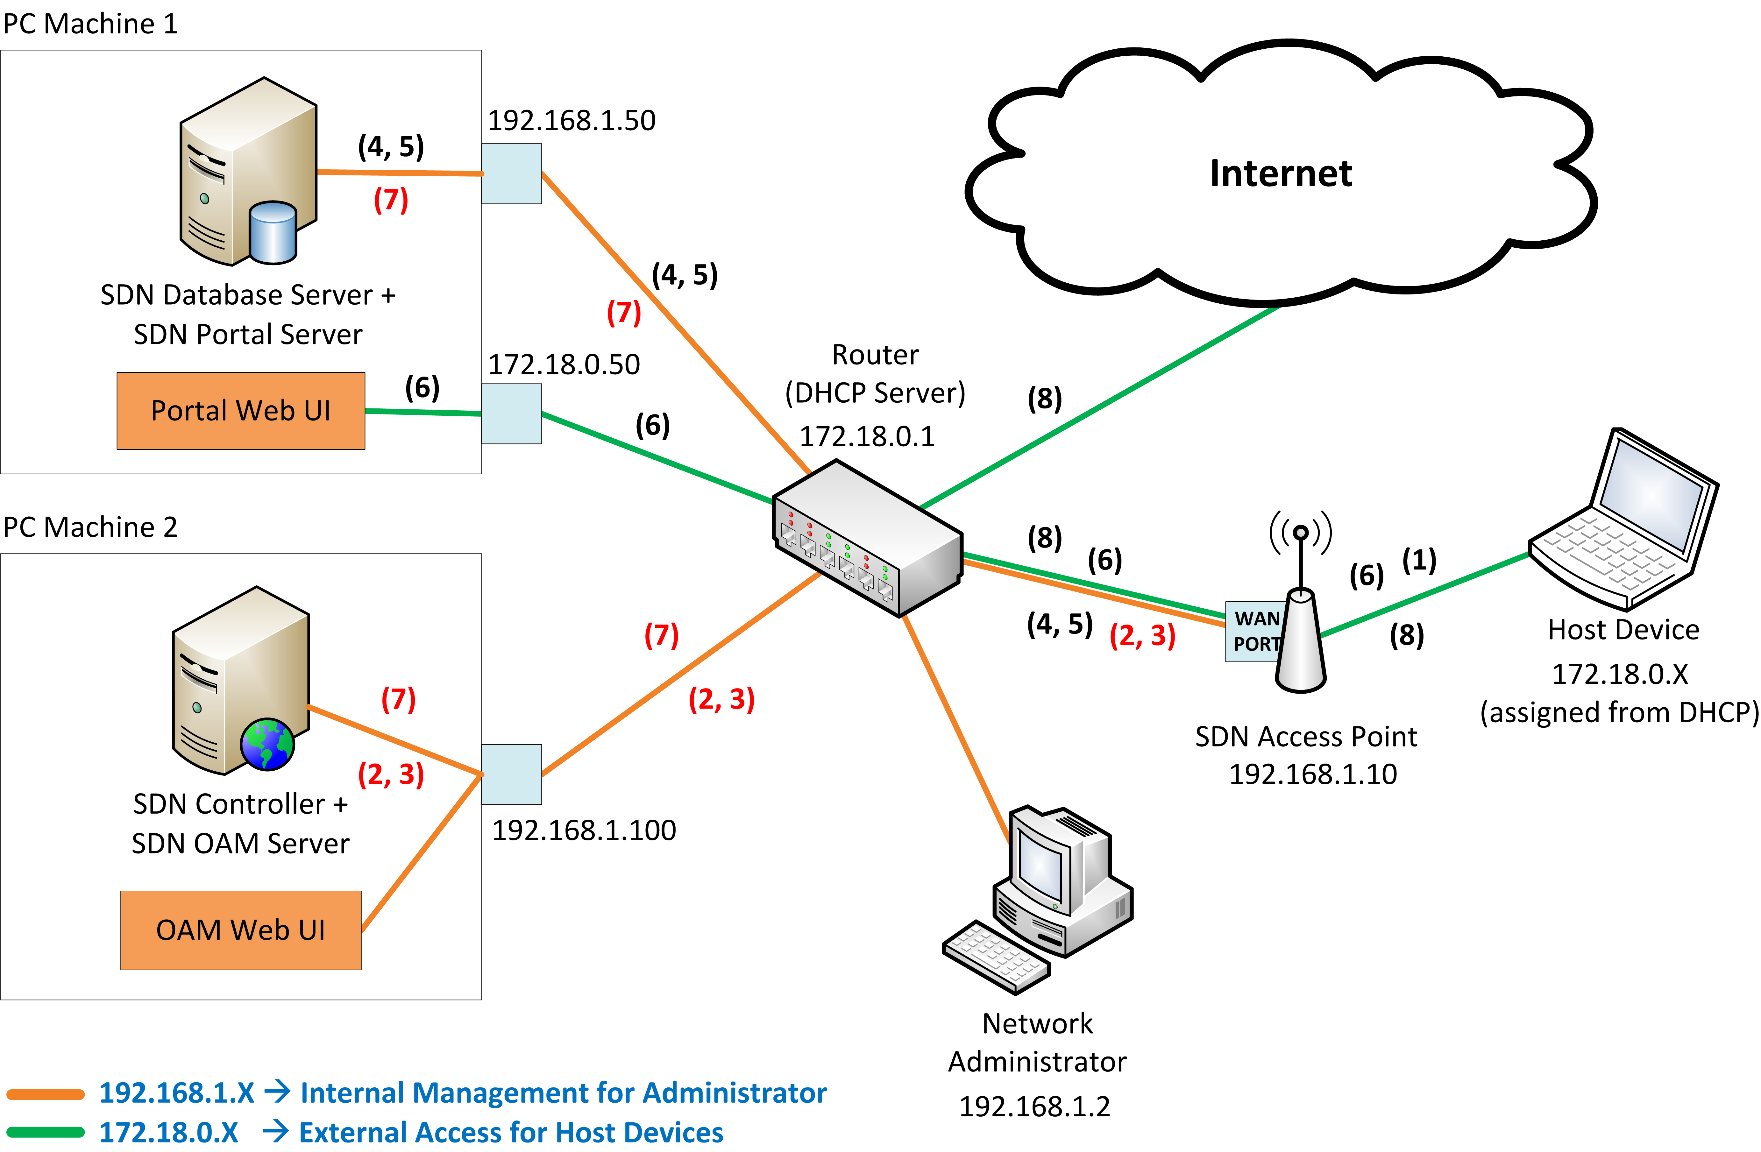 PC Machine 1
192.168.1.50
(4, 5)
(7)
SDN Database Server +
SDN Portal Server
(4, 5)
(7)
172.18.0.50
Portal Web UI
(6)
(6)
Internet
Router
(DHCP Server)
172.18.0.1
(8)
PC Machine 2
(7)
(2, 3)
SDN Controller +
SDN OAM Server
OAM Web UI
192.168.1.100
(7)
(2, 3)
(8)
(6)
(4, 5)
(2, 3)
WAN
PORT
(6)
(1)
(8)
SDN Access Point
192.168.1.10
Host Device
172.18.0.X
(assigned from DHCP)
Network
Administrator
192.168.1.2
192.168.1.X → Internal Management for Administrator
172.18.0.X → External Access for Host Devices